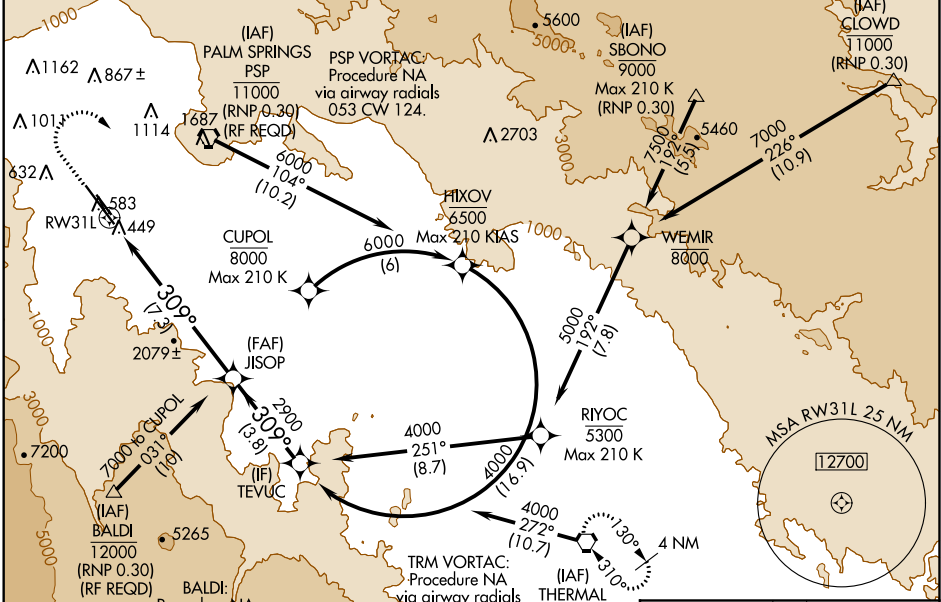 1000
1162
867±
1011
1114
632
583
449
RW31L
(IAF)
PALM SPRINGS
PSP
11000
(RNP 0.30)
(RF REQD)
1687
PSP VORTAC:
Procedure NA
via airway radials
053 CW 124.
5600
5000
(IAF)
SBONO
9000
Max 210 K
(RNP 0.30)
(IAF)
CLOWD
11000
(RNP 0.30)
2703
3000
5460
7500
192°
(5.5)
7000
226°
(10.9)
6000
104°
(10.2)
HIXOV
6500
Max 210 KIAS
1000
WEMIR
8000
CUPOL
8000
Max 210 K
6000
(6)
309°
(7.3)
5000
192°
(7.8)
1000
2079±
(FAF)
JISOP
2900
309°
(3.8)
(IF)
TEVUC
4000
251°
(8.7)
4000
(16.9)
RIYOC
5300
Max 210 K
MSA RW31L 25 NM
12700
3000
7200
7000 to CUPOL
031°
(10)
(IAF)
BALDI
12000
(RNP 0.30)
(RF REQD)
5265
5000
BALDI:
4000
272°
(10.7)
130°
310°
4 NM
TRM VORTAC:
Procedure NA
via airway radials
(IAF)
THERMAL